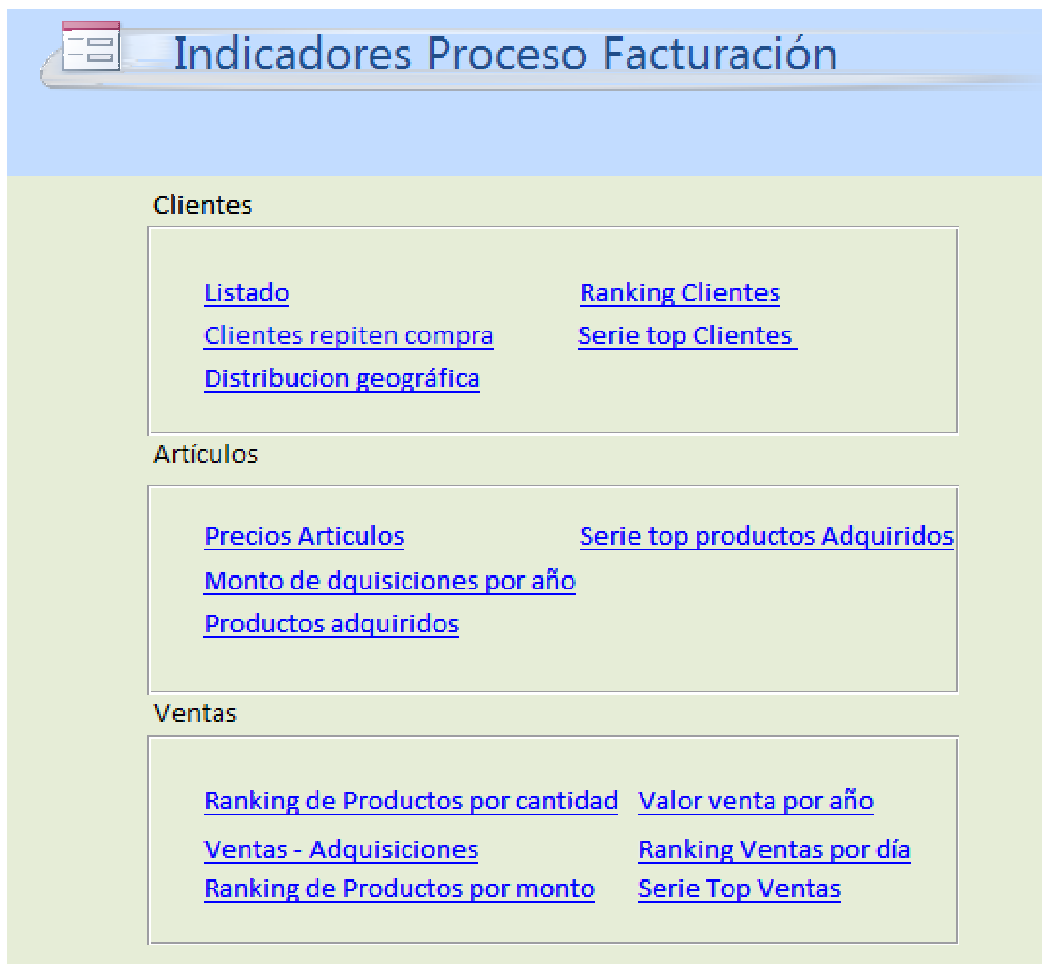 Indicadores Proceso Facturación
Clientes
Listado
Ranking Clientes
Clientes repiten compra
Serie top Clientes
Distribucion geográfica
Artículos
Precios Articulos
Serie top productos Adquiridos
Monto de dquisiciones por año
Productos adquiridos
Ventas
Ranking de Productos por cantidad
Valor venta por año
Ventas - Adquisiciones
Ranking Ventas por día
Ranking de Productos por monto
Serie Top Ventas